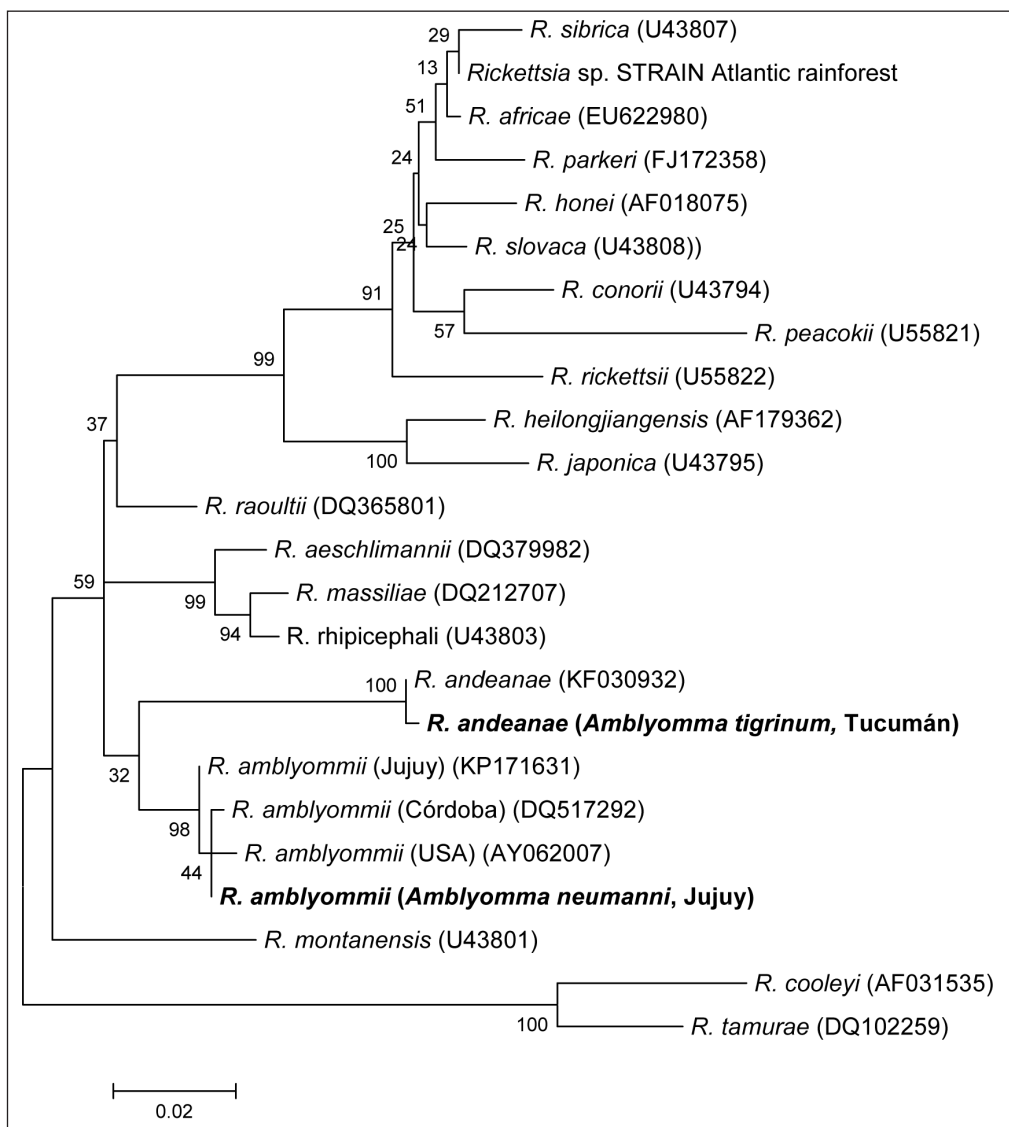 29
R. sibrica (U43807)
13
Rickettsia sp. STRAIN Atlantic rainforest
51
R. africae (EU622980)
24
R. parkeri (FJ172358)
R. honei (AF018075)
25
24
R. slovaca (U43808))
91
R. conorii (U43794)
57
R. peacokii (U55821)
99
R. rickettsii (U55822)
37
R. heilongjiangensis (AF179362)
100
R. japonica (U43795)
R. raoultii (DQ365801)
R. aeschlimannii (DQ379982)
59
99
R. massiliae (DQ212707)
94
R. rhipicephali (U43803)
100
R. andeanae (KF030932)
R. andeanae (Amblyomma tigrinum, Tucumán)
32
R. amblyommii (Jujuy) (KP171631)
98
R. amblyommii (Córdoba) (DQ517292)
44
R. amblyommii (USA) (AY062007)
R. amblyommii (Amblyomma neumanni, Jujuy)
R. montanensis (U43801)
R. cooleyi (AF031535)
100
R. tamurae (DQ102259)
0.02